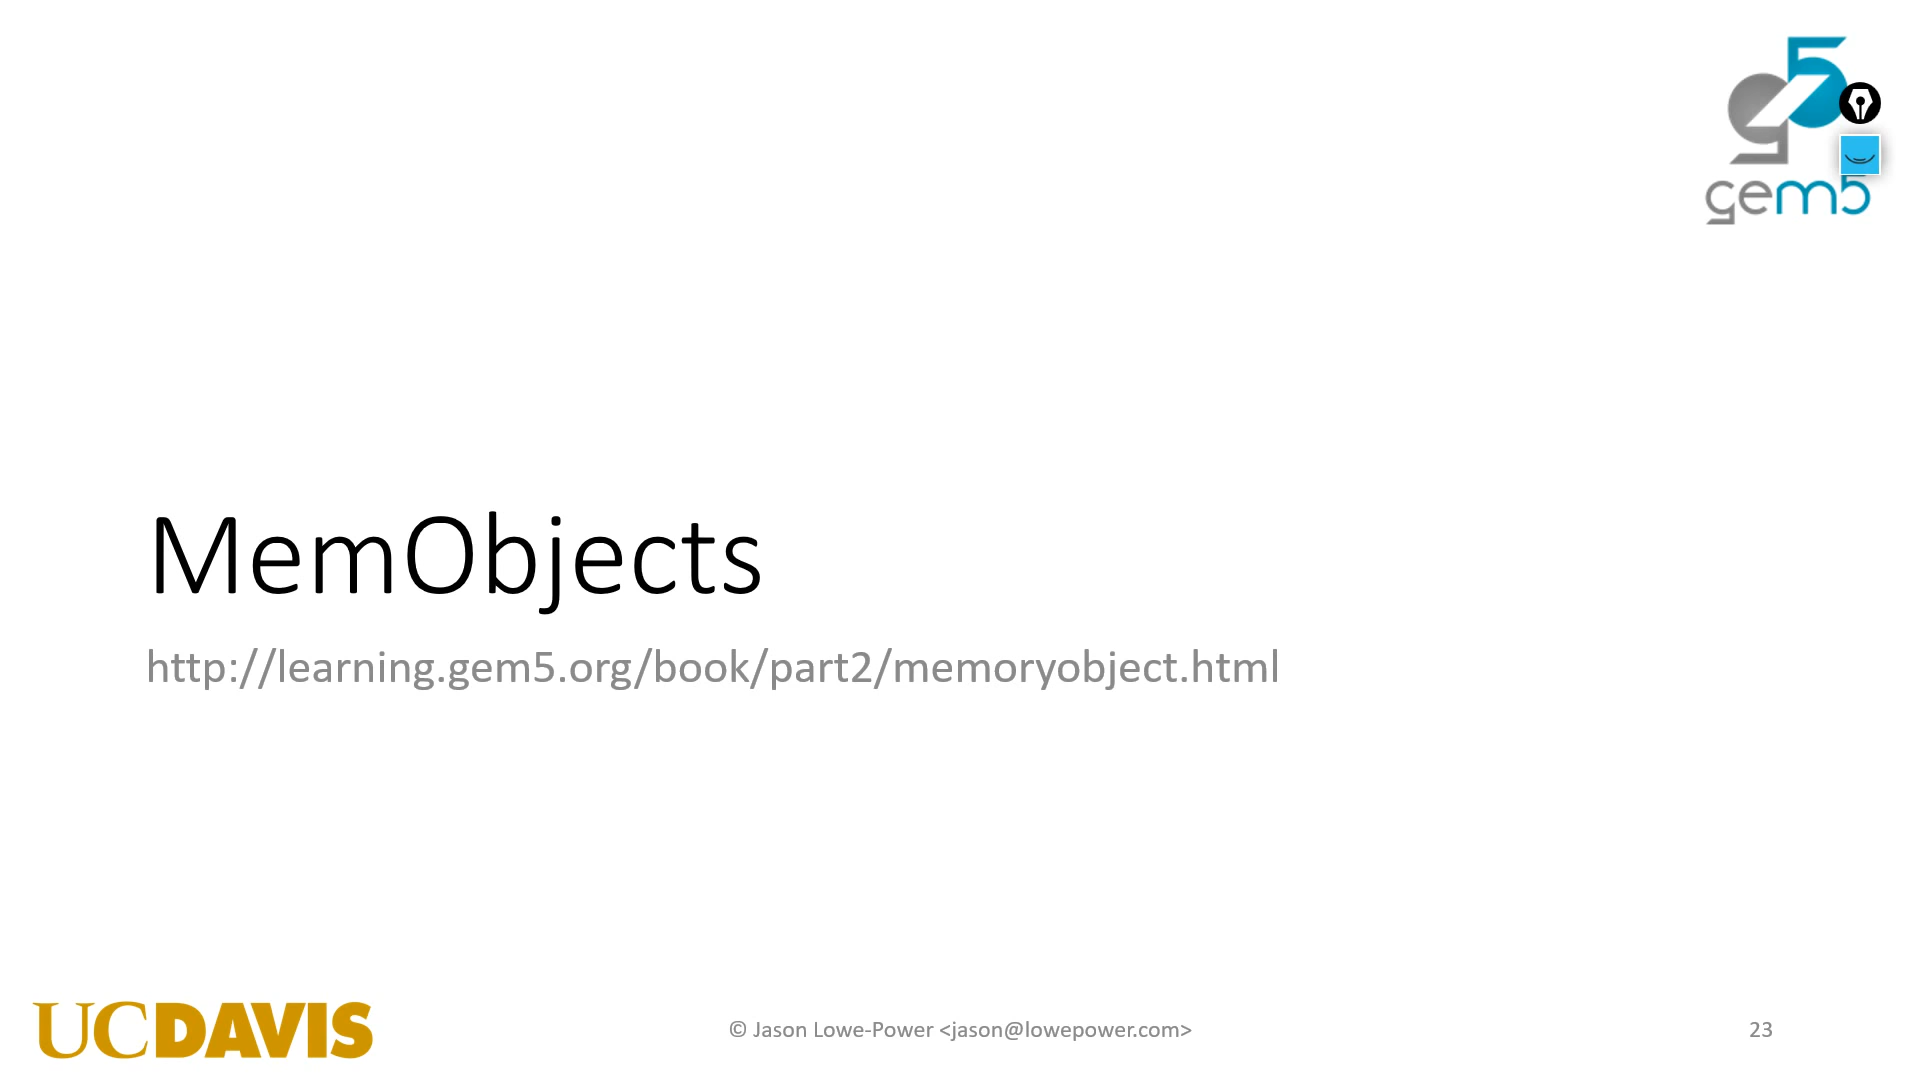 gem5
MemObjects
http://learning.gem5.org/book/part2/memoryobject.html
UCDAVIS
© Jason Lowe-Power <jason@lowepower.com>
23